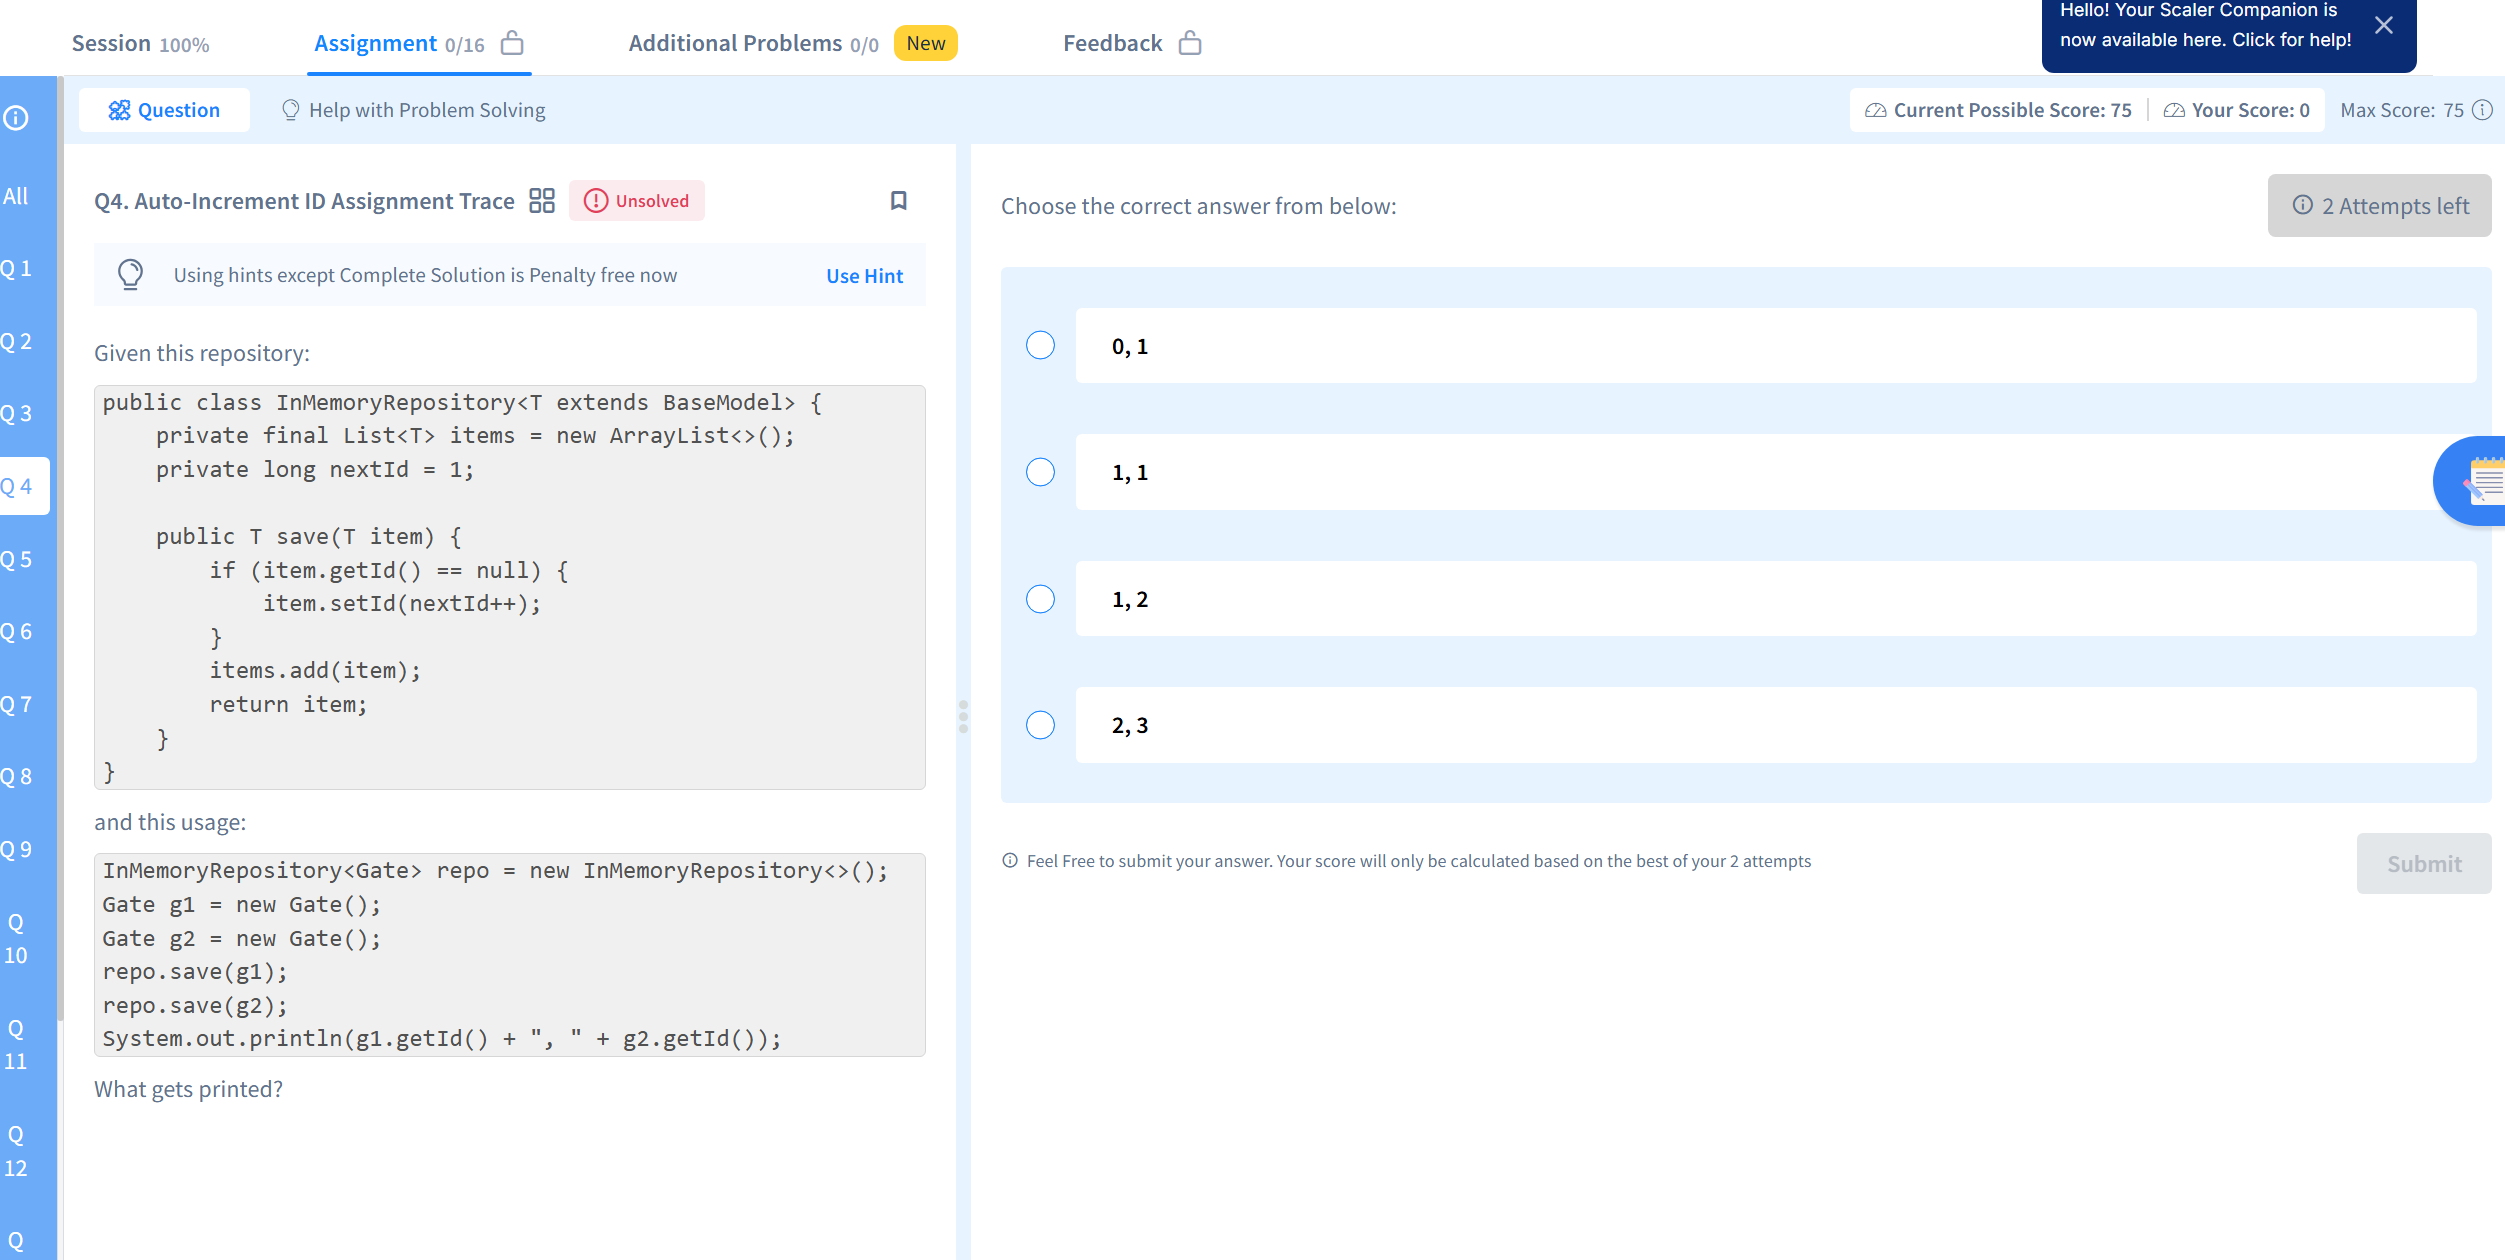 Session 100%
Assignment 0/16
Additional Problems 0/0 New
Feedback
Hello! Your Scaler Companion is
now available here. Click for help!
Question
Help with Problem Solving
Current Possible Score: 75
Your Score: 0
Max Score: 75
All
Q 1
Q 2
Q 3
Q 4
Q 5
Q 6
Q 7
Q 8
Q 9
Q
10
Q
11
Q
12
Q
Q4. Auto-Increment ID Assignment Trace
Unsolved
Using hints except Complete Solution is Penalty free now
Use Hint
Given this repository:
public class InMemoryRepository<T extends BaseModel> {
    private final List<T> items = new ArrayList<>();
    private long nextId = 1;
    public T save(T item) {
        if (item.getId() == null) {
            item.setId(nextId++);
        }
        items.add(item);
        return item;
    }
}
and this usage:
InMemoryRepository<Gate> repo = new InMemoryRepository<>();
Gate g1 = new Gate();
Gate g2 = new Gate();
repo.save(g1);
repo.save(g2);
System.out.println(g1.getId() + ", " + g2.getId());
What gets printed?
Choose the correct answer from below:
2 Attempts left
0, 1
1, 1
1, 2
2, 3
Feel Free to submit your answer. Your score will only be calculated based on the best of your 2 attempts
Submit